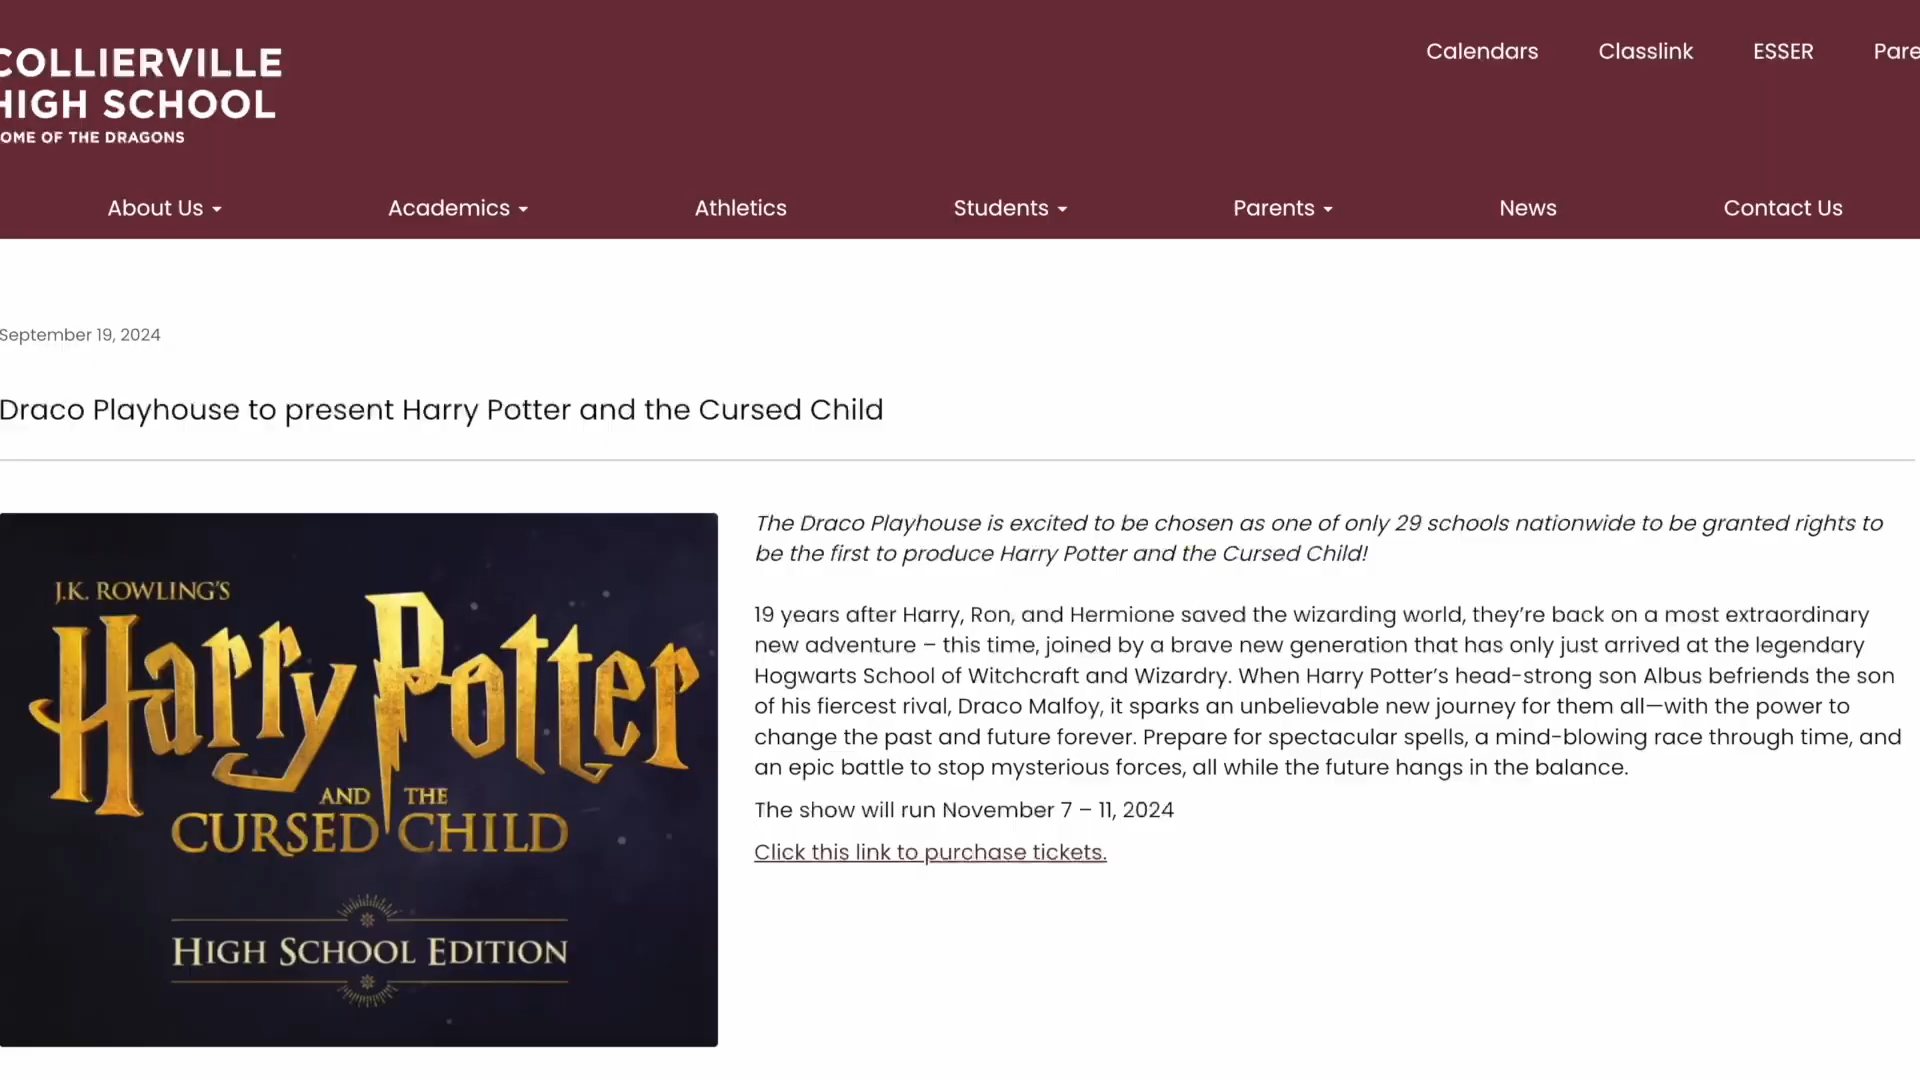 COLLIERVILLE
HIGH SCHOOL
OME OF THE DRAGONS
Calendars Classlink ESSER Pare
About Us Academics Athletics Students Parents News Contact Us
September 19, 2024
Draco Playhouse to present Harry Potter and the Cursed Child
J.K. ROWLING'S
Harry Potter
AND THE
CURSED CHILD
HIGH SCHOOL EDITION
The Draco Playhouse is excited to be chosen as one of only 29 schools nationwide to be granted rights to
be the first to produce Harry Potter and the Cursed Child!
19 years after Harry, Ron, and Hermione saved the wizarding world, they’re back on a most extraordinary
new adventure – this time, joined by a brave new generation that has only just arrived at the legendary
Hogwarts School of Witchcraft and Wizardry. When Harry Potter’s head-strong son Albus befriends the son
of his fiercest rival, Draco Malfoy, it sparks an unbelievable new journey for them all—with the power to
change the past and future forever. Prepare for spectacular spells, a mind-blowing race through time, and
an epic battle to stop mysterious forces, all while the future hangs in the balance.
The show will run November 7 – 11, 2024
Click this link to purchase tickets.